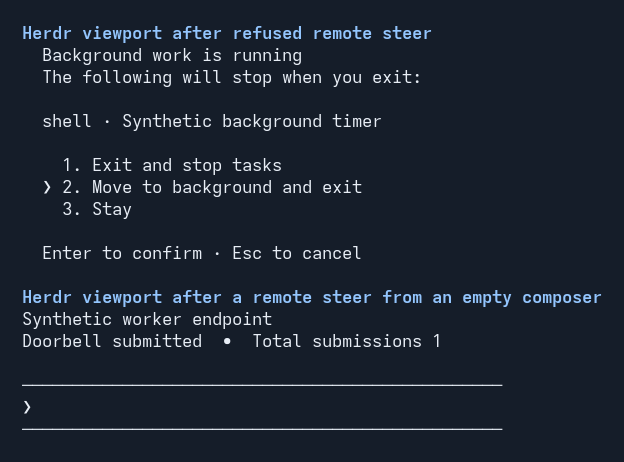 Herdr viewport after refused remote steer
Background work is running
The following will stop when you exit:
shell · Synthetic background timer
1. Exit and stop tasks
❯ 2. Move to background and exit
3. Stay
Enter to confirm · Esc to cancel
Herdr viewport after a remote steer from an empty composer
Synthetic worker endpoint
Doorbell submitted • Total submissions 1
❯